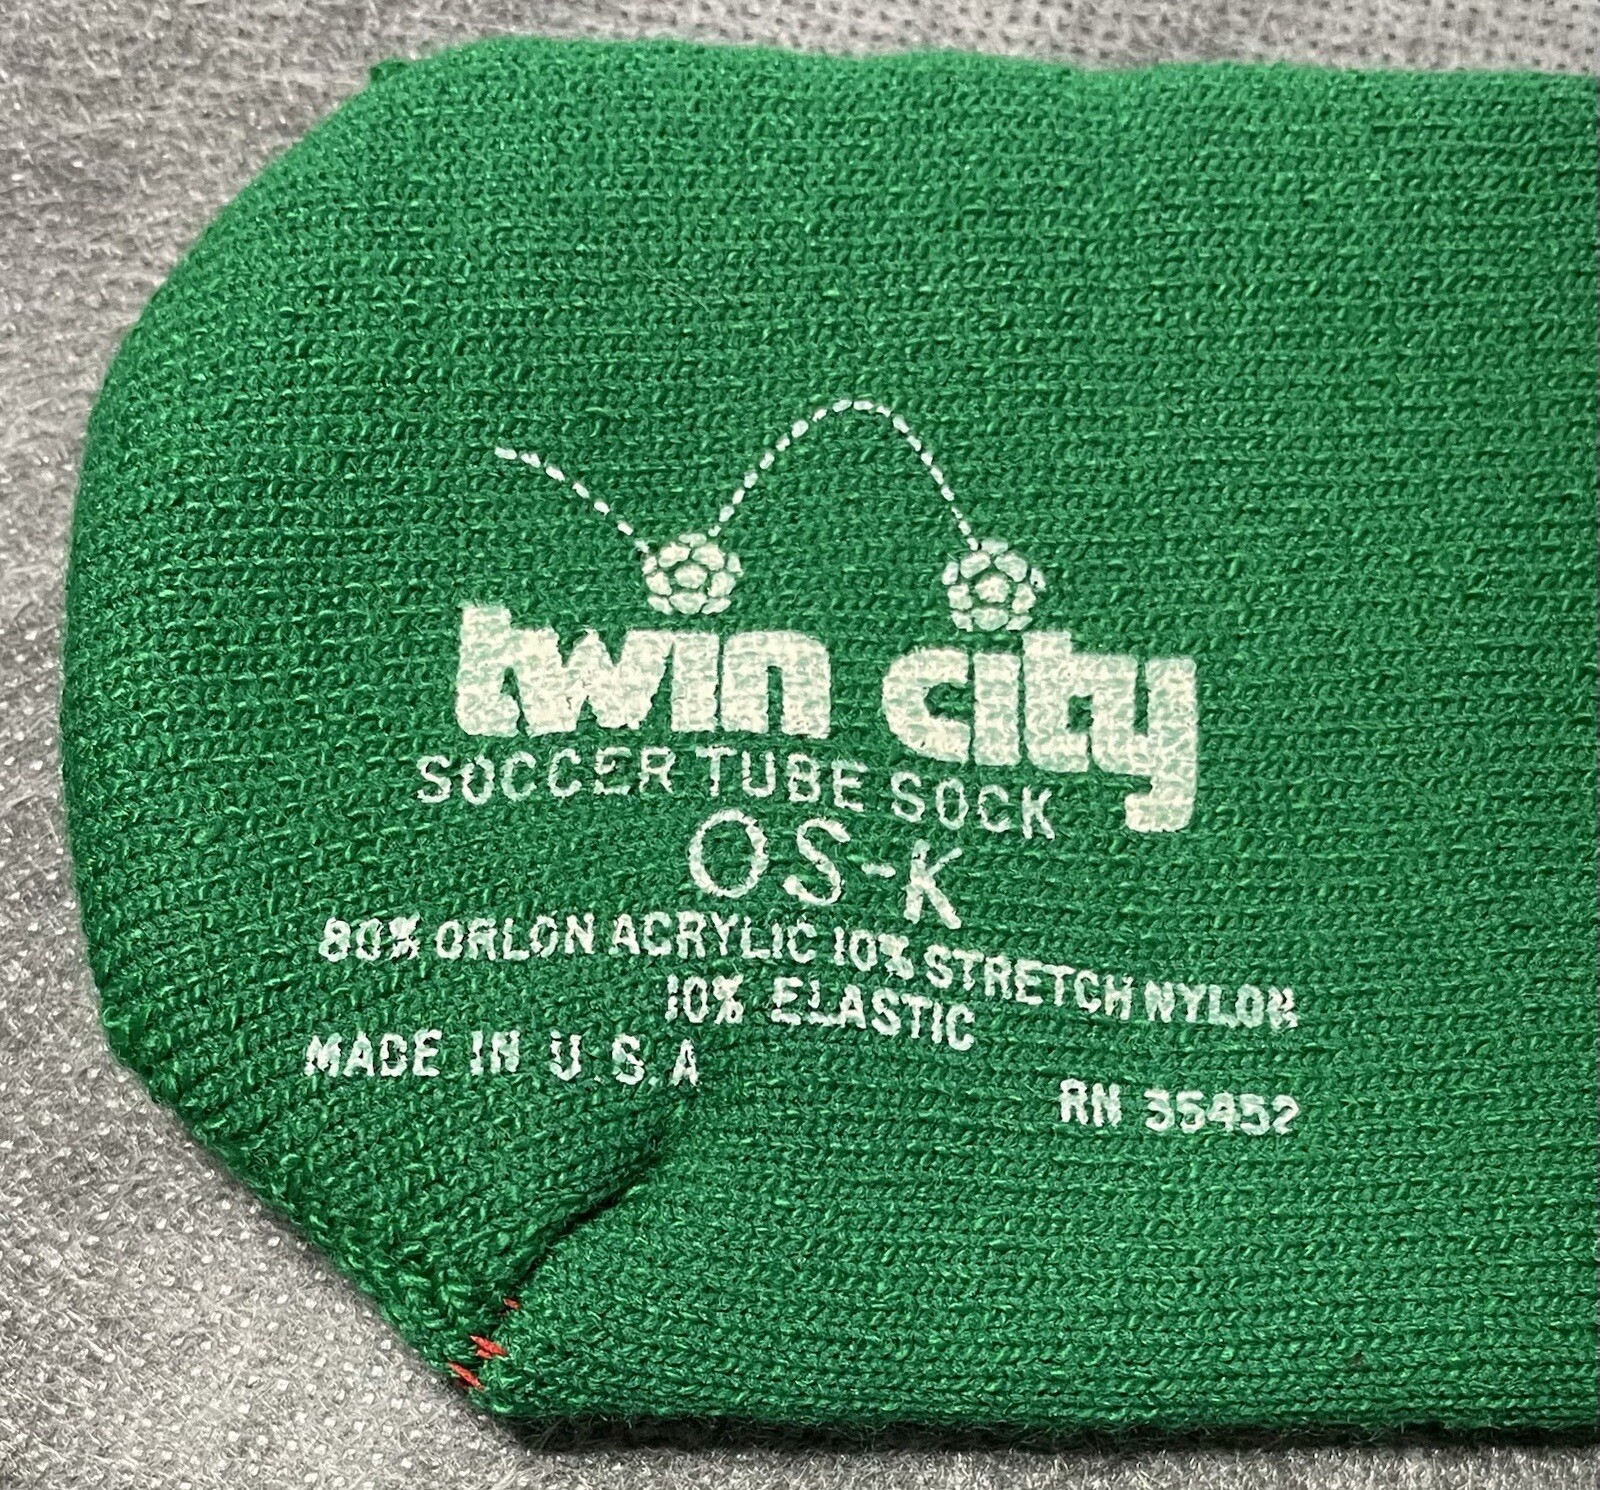 twin city
SOCCER TUBE SOCK
OS-K
80% ORLON ACRYLIC 10% STRETCH NYLON
10% ELASTIC
MADE IN U.S.A
RN 35452